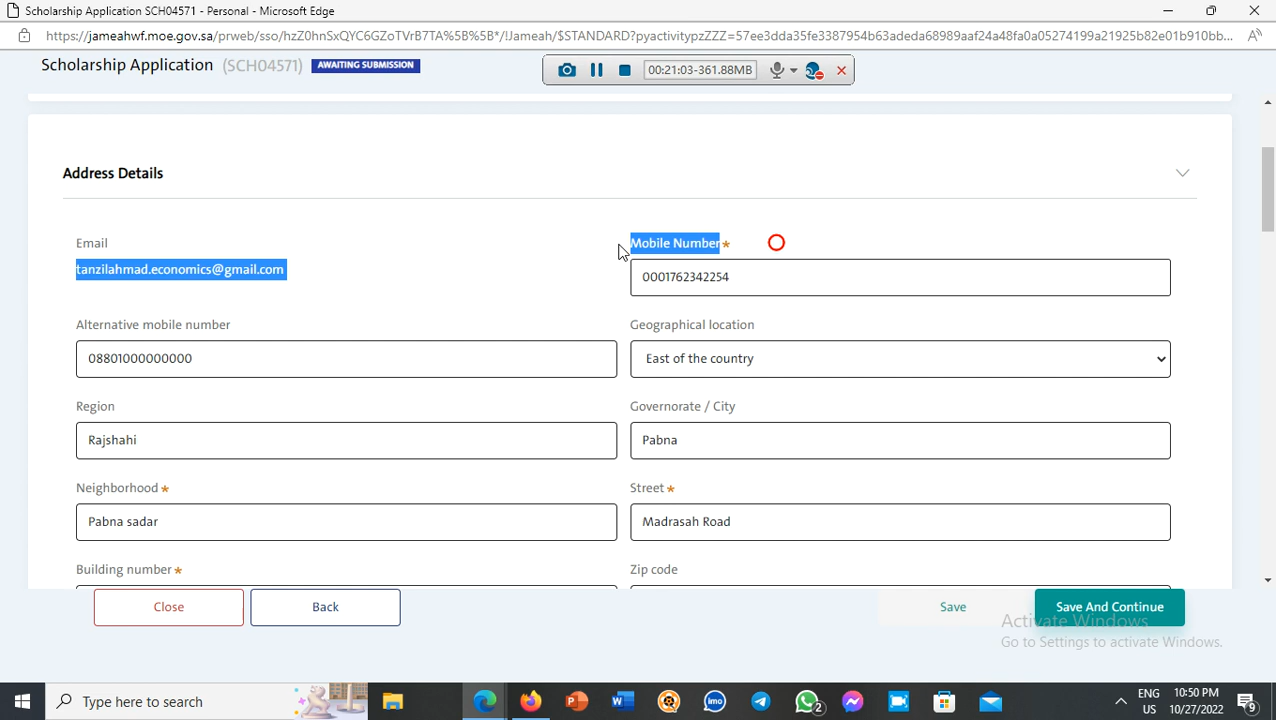 Scholarship Application SCH04571 - Personal - Microsoft Edge
https://jameahwf.moe.gov.sa/prweb/sso/hzZ0hnSxQYC6GZoTVrB7TA%5B%5B*/!Jameah/$STANDARD?pyactivitypzZZZ=57ee3dda35fe3387954b63adeda68989aaf24a48fa0a05274199a21925b82e01b910bb...
Scholarship Application (SCH04571) AWAITING SUBMISSION
00:21:03-361.88MB
Address Details
Email
Mobile Number *
tanzilahmad.economics@gmail.com
0001762342254
Alternative mobile number
Geographical location
08801000000000
East of the country
Region
Governorate / City
Rajshahi
Pabna
Neighborhood *
Street *
Pabna sadar
Madrasah Road
Building number *
Zip code
Close
Back
Save
Save And Continue
Activate Windows
Go to Settings to activate Windows.
Type here to search
imo
2
ENG
US
10:50 PM
10/27/2022
9